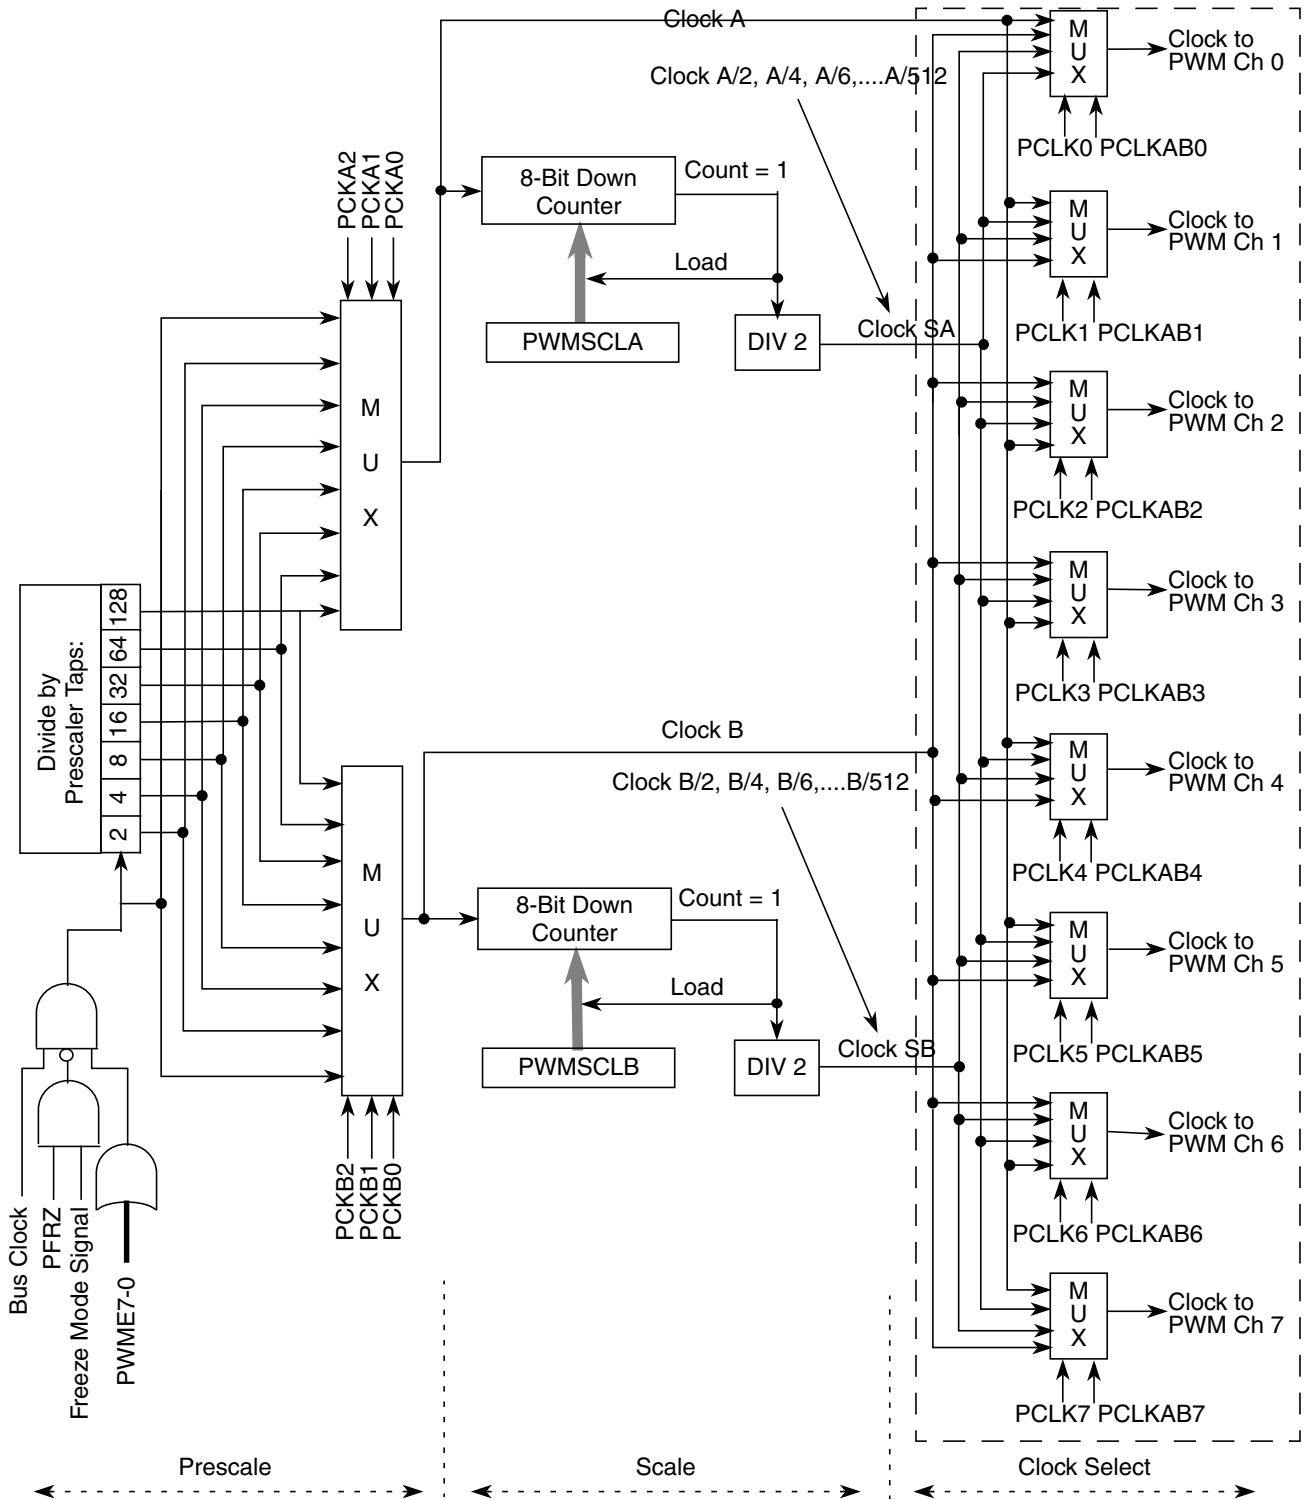 Clock A
Clock A/2, A/4, A/6,....A/512
PCKA2
PCKA1
PCKA0
8-Bit Down
Counter
Count = 1
Load
PWMSCLA
DIV 2
Clock SA
M
U
X
Divide by
Prescaler Taps:
128
64
32
16
8
4
2
Clock B
Clock B/2, B/4, B/6,....B/512
M
U
X
8-Bit Down
Counter
Count = 1
Load
PWMSCLB
DIV 2
Clock SB
PCKB2
PCKB1
PCKB0
Bus Clock
PFRZ
Freeze Mode Signal
PWME7-0
M
U
X
Clock to
PWM Ch 0
PCLK0 PCLKAB0
M
U
X
Clock to
PWM Ch 1
PCLK1 PCLKAB1
M
U
X
Clock to
PWM Ch 2
PCLK2 PCLKAB2
M
U
X
Clock to
PWM Ch 3
PCLK3 PCLKAB3
M
U
X
Clock to
PWM Ch 4
PCLK4 PCLKAB4
M
U
X
Clock to
PWM Ch 5
PCLK5 PCLKAB5
M
U
X
Clock to
PWM Ch 6
PCLK6 PCLKAB6
M
U
X
Clock to
PWM Ch 7
PCLK7 PCLKAB7
Prescale
Scale
Clock Select